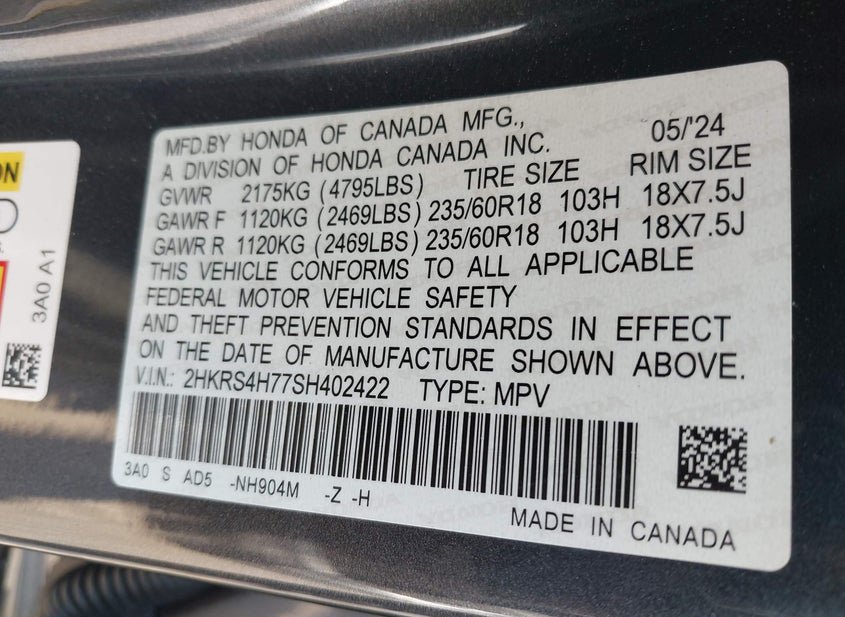 MFD.BY HONDA OF CANADA MFG.,
A DIVISION OF HONDA CANADA INC. 05/'24
GVWR 2175KG (4795LBS) TIRE SIZE RIM SIZE
GAWR F 1120KG (2469LBS) 235/60R18 103H 18X7.5J
GAWR R 1120KG (2469LBS) 235/60R18 103H 18X7.5J
THIS VEHICLE CONFORMS TO ALL APPLICABLE
FEDERAL MOTOR VEHICLE SAFETY
AND THEFT PREVENTION STANDARDS IN EFFECT
ON THE DATE OF MANUFACTURE SHOWN ABOVE.
V.I.N.: 2HKRS4H77SH402422 TYPE: MPV
3A0 S AD5 -NH904M -Z -H
MADE IN CANADA
3A0 A1